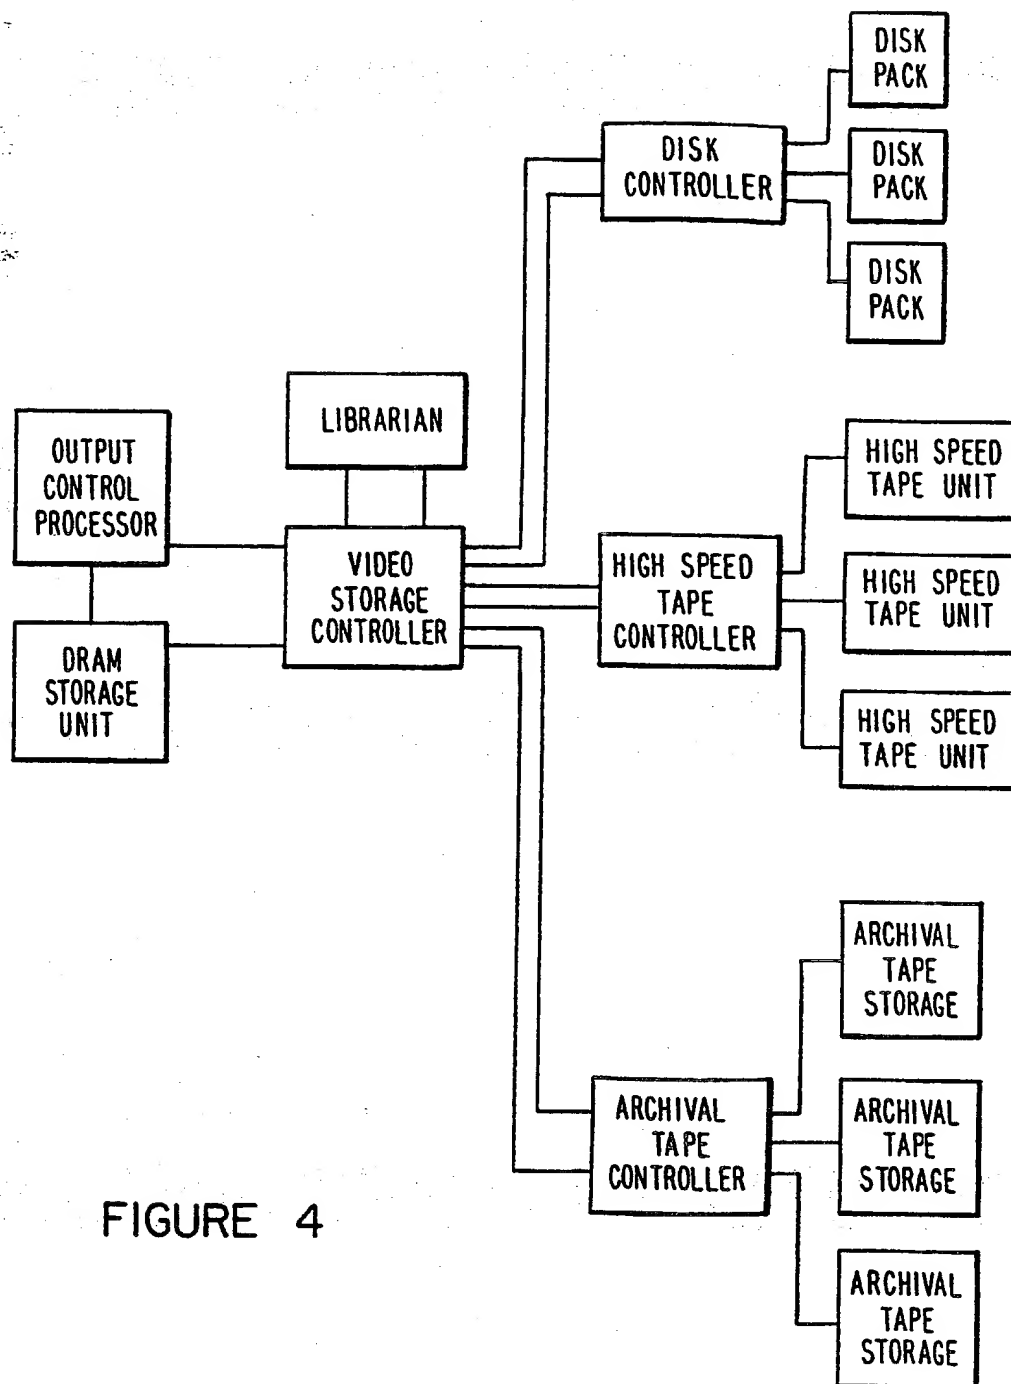 DISK
PACK
DISK
CONTROLLER
DISK
PACK
DISK
PACK
LIBRARIAN
OUTPUT
CONTROL
PROCESSOR
HIGH SPEED
TAPE UNIT
VIDEO
STORAGE
CONTROLLER
HIGH SPEED
TAPE
CONTROLLER
HIGH SPEED
TAPE UNIT
DRAM
STORAGE
UNIT
HIGH SPEED
TAPE UNIT
ARCHIVAL
TAPE
STORAGE
ARCHIVAL
TAPE
CONTROLLER
ARCHIVAL
TAPE
STORAGE
FIGURE 4
ARCHIVAL
TAPE
STORAGE